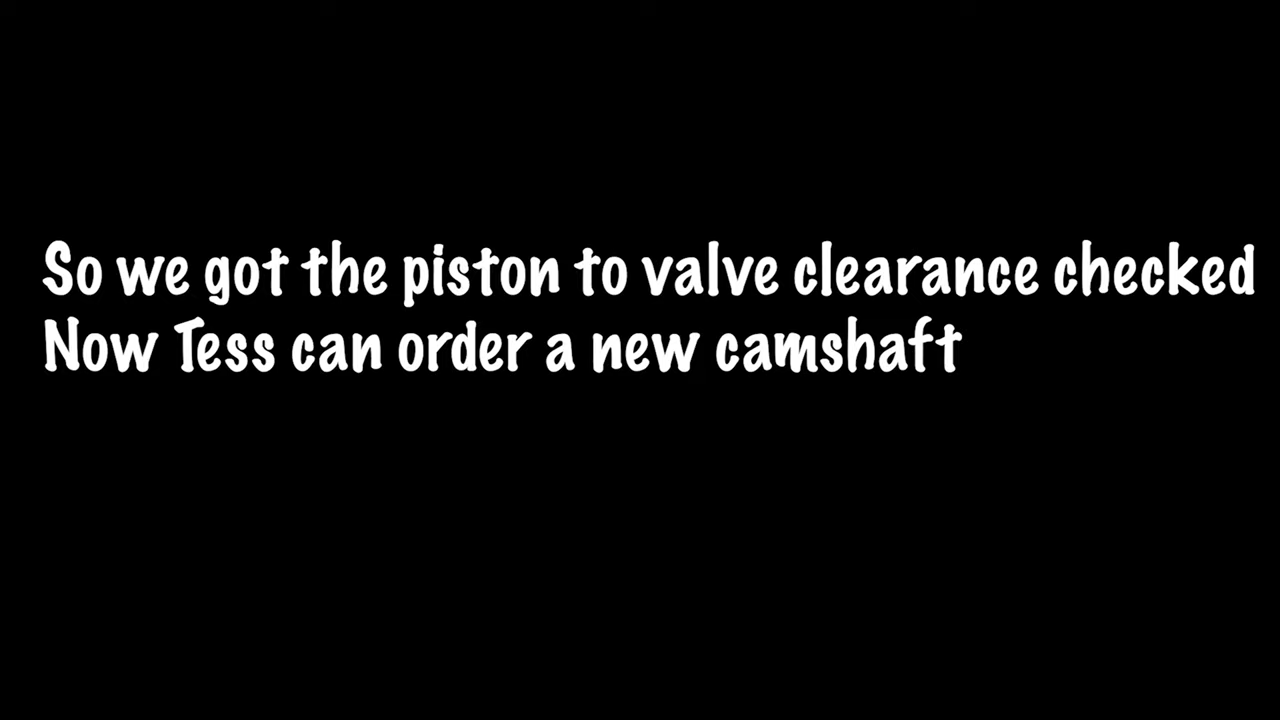 So we got the piston to valve clearance checked
Now Tess can order a new camshaft